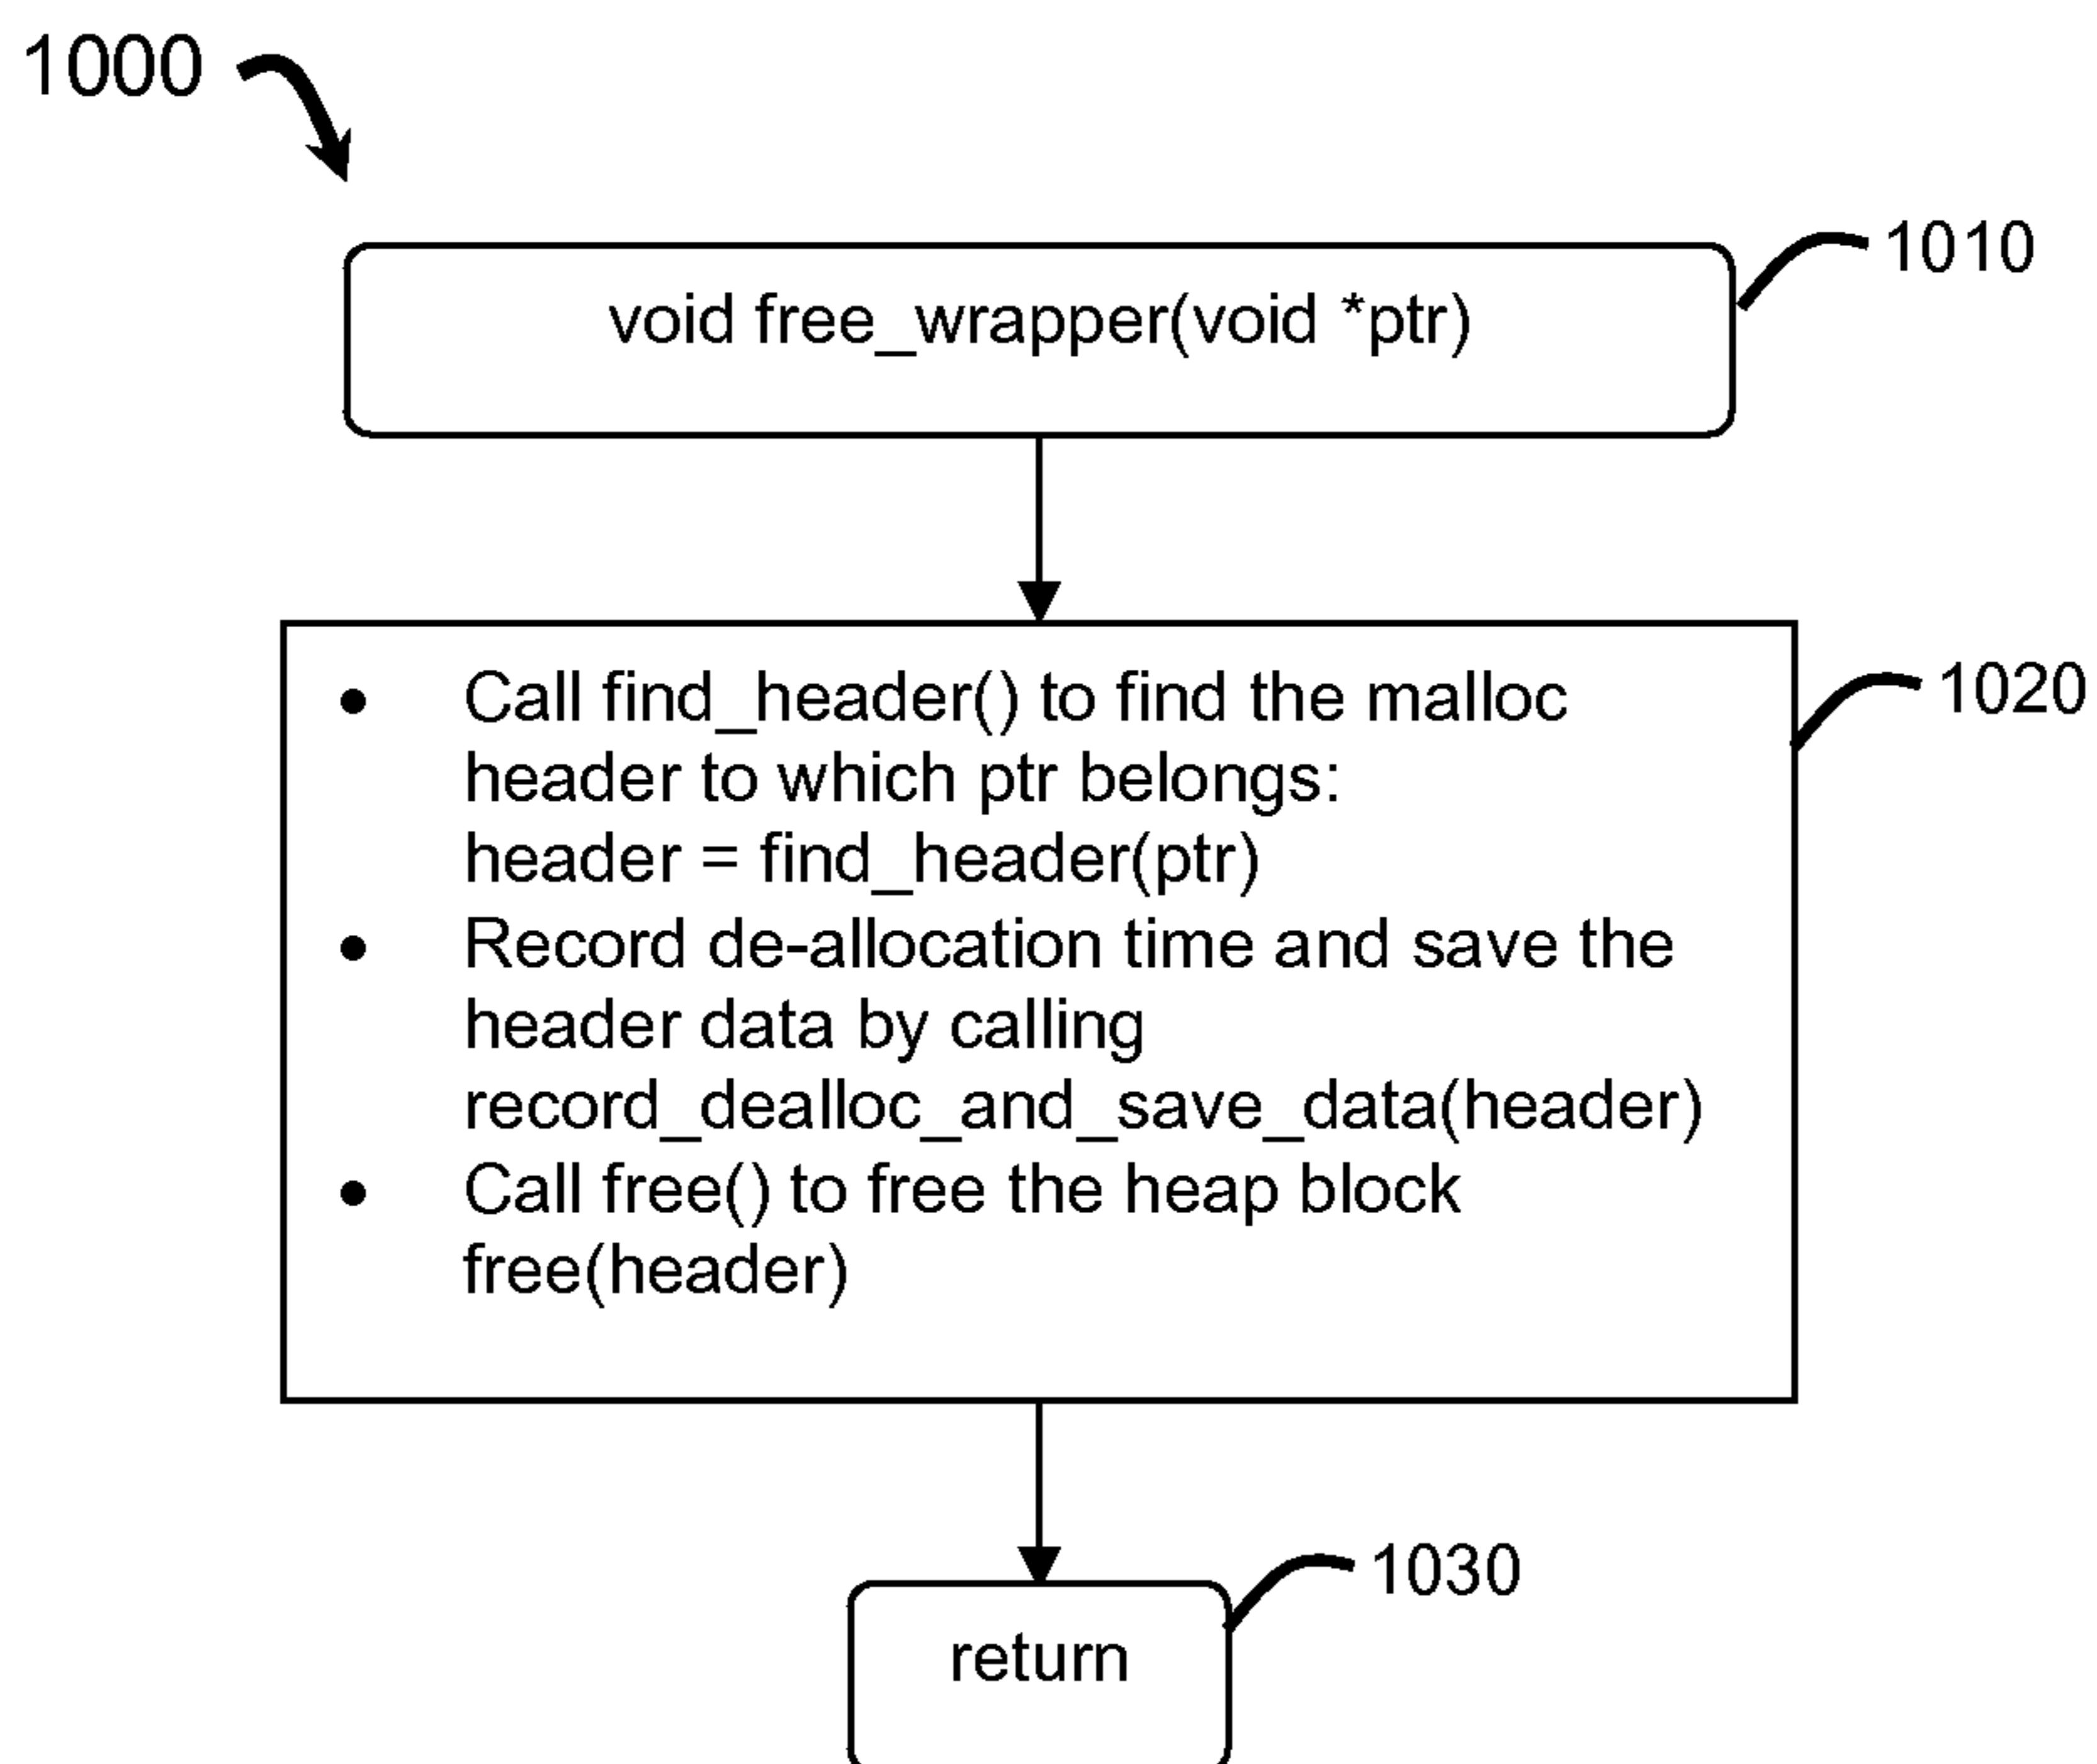 1000
1010
void free_wrapper(void *ptr)
1020
• Call find_header() to find the malloc
header to which ptr belongs:
header = find_header(ptr)
• Record de-allocation time and save the
header data by calling
record_dealloc_and_save_data(header)
• Call free() to free the heap block
free(header)
1030
return